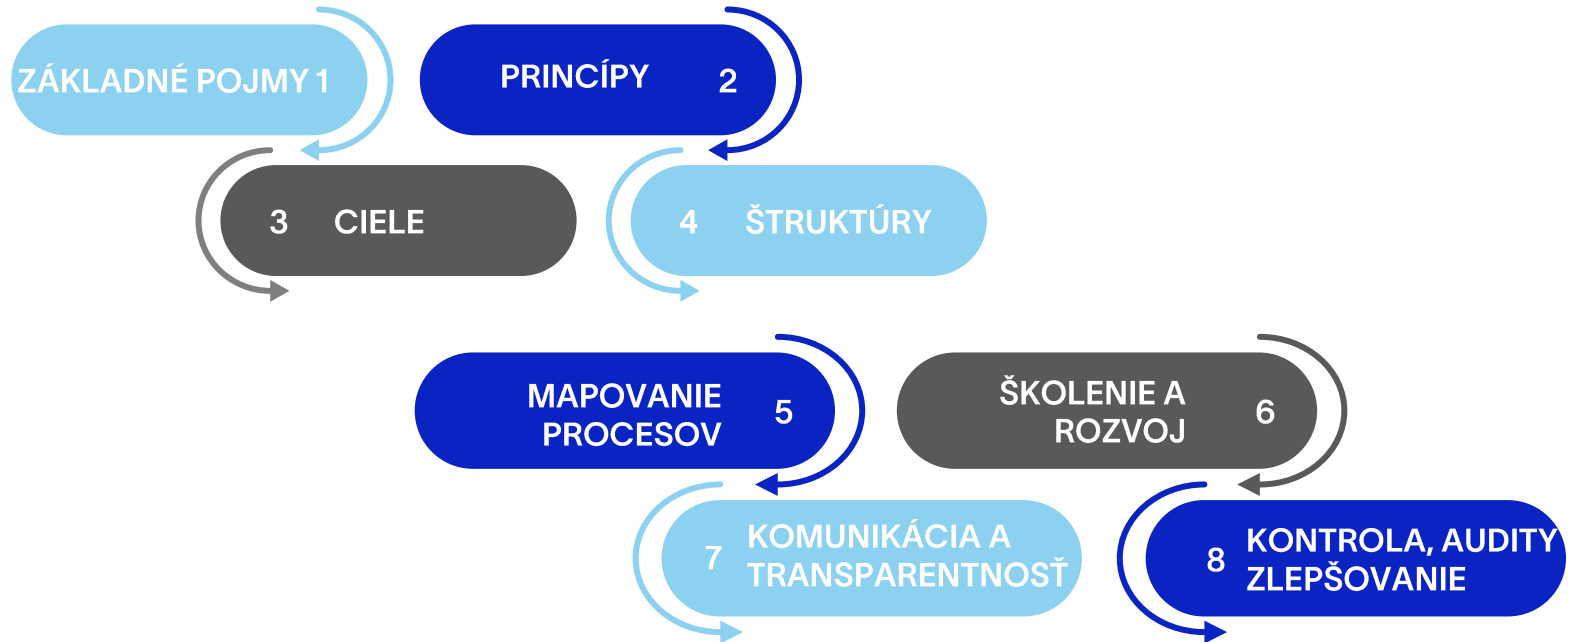 ZÁKLADNÉ POJMY 1
PRINCÍPY 2
3 CIELE
4 ŠTRUKTÚRY
MAPOVANIE
PROCESOV
5
ŠKOLENIE A
ROZVOJ
6
7
KOMUNIKÁCIA A
TRANSPARENTNOSŤ
8
KONTROLA, AUDITY
ZLEPŠOVANIE